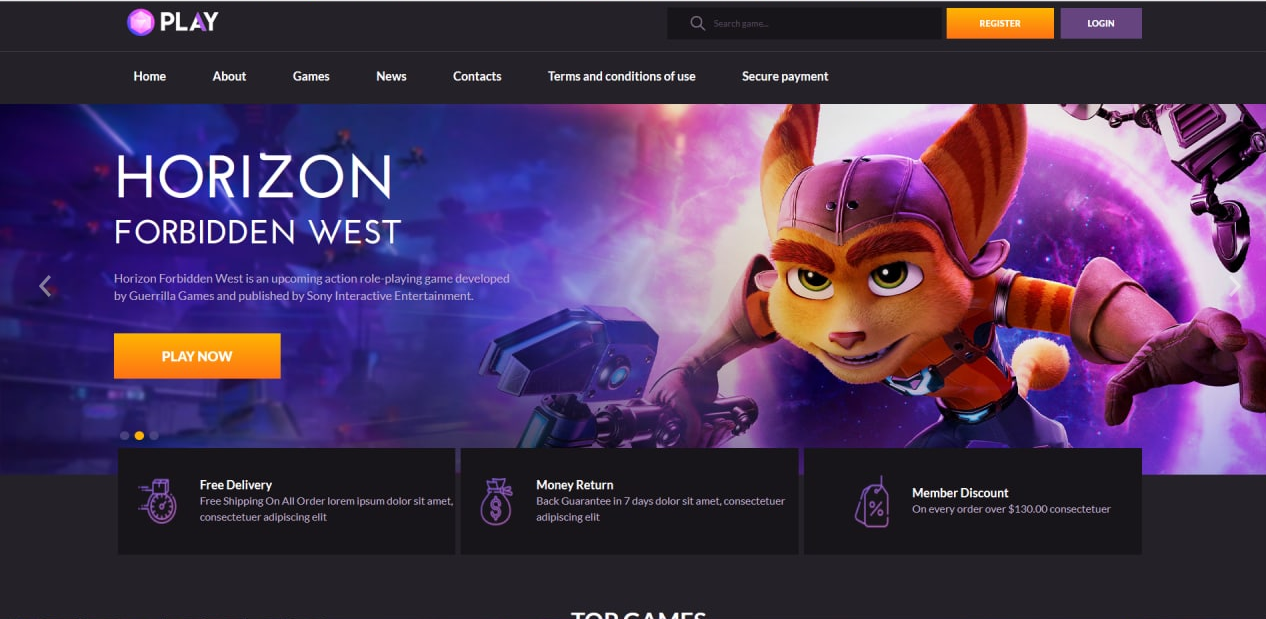 PLAY
Search game...
REGISTER
LOGIN
Home About Games News Contacts Terms and conditions of use Secure payment
HORIZON
FORBIDDEN WEST
Horizon Forbidden West is an upcoming action role-playing game developed
by Guerrilla Games and published by Sony Interactive Entertainment.
PLAY NOW
Free Delivery
Free Shipping On All Order lorem ipsum dolor sit amet,
consectetuer adipiscing elit
Money Return
Back Guarantee in 7 days dolor sit amet, consectetuer
adipiscing elit
Member Discount
On every order over $130.00 consectetuer
TOP GAMES